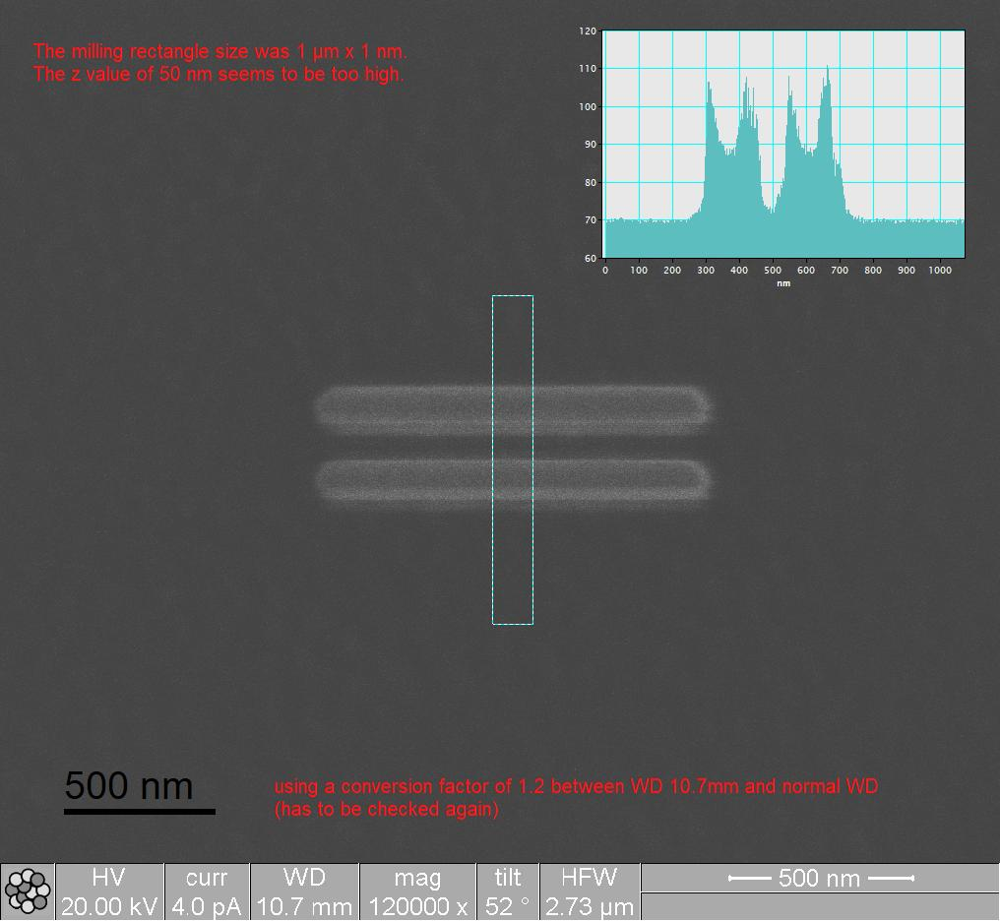 The milling rectangle size was 1 µm x 1 nm.
The z value of 50 nm seems to be too high.
120
110
100
90
80
70
60
0 100 200 300 400 500 600 700 800 900 1000
nm
500 nm
using a conversion factor of 1.2 between WD 10.7mm and normal WD
(has to be checked again)
HV curr WD mag tilt HFW 500 nm
20.00 kV 4.0 pA 10.7 mm 120000 x 52 ° 2.73 µm